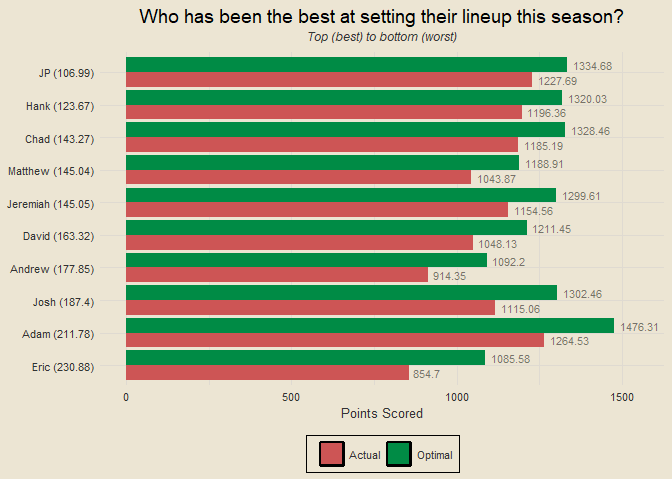 Who has been the best at setting their lineup this season?
Top (best) to bottom (worst)
JP (106.99) 1334.68
1227.69
Hank (123.67) 1320.03
1196.36
Chad (143.27) 1328.46
1185.19
Matthew (145.04) 1188.91
1043.87
Jeremiah (145.05) 1299.61
1154.56
David (163.32) 1211.45
1048.13
Andrew (177.85) 1092.2
914.35
Josh (187.4) 1302.46
1115.06
Adam (211.78) 1476.31
1264.53
Eric (230.88) 1085.58
854.7
0 500 1000 1500
Points Scored
Actual Optimal